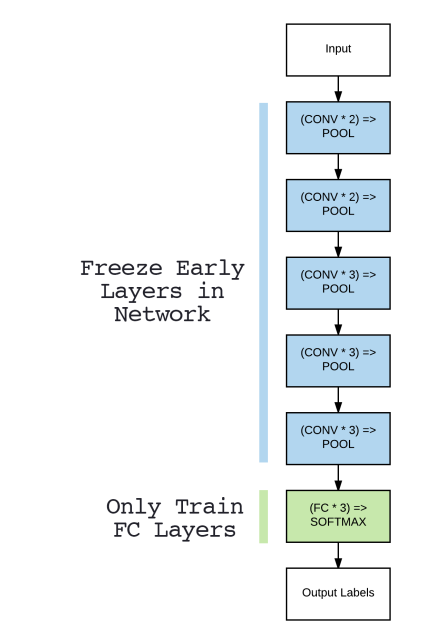 Input
(CONV * 2) =>
POOL
(CONV * 2) =>
POOL
(CONV * 3) =>
POOL
(CONV * 3) =>
POOL
(CONV * 3) =>
POOL
Freeze Early
Layers in
Network
(FC * 3) =>
SOFTMAX
Only Train
FC Layers
Output Labels